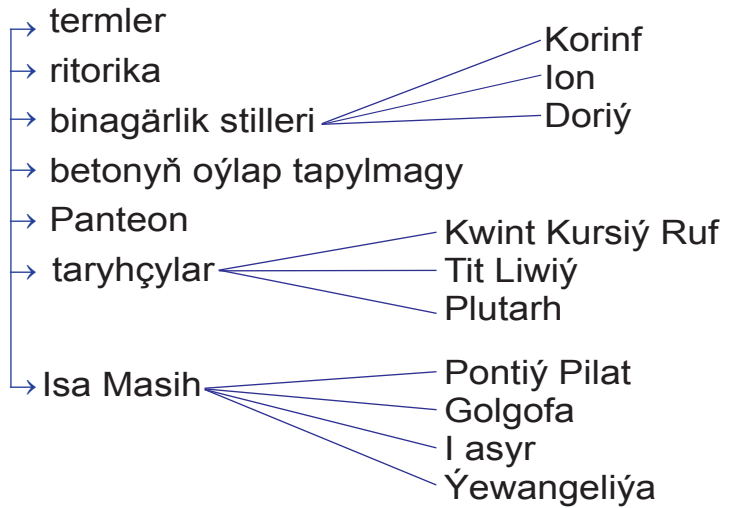 termler
ritorika
binagärlik stilleri
Korinf
Ion
Doriý
betonyň oýlap tapylmagy
Panteon
taryhçylar
Kwint Kursiý Ruf
Tit Liwiý
Plutarh
Isa Masih
Pontiý Pilat
Golgofa
I asyr
Ýewangeliýa